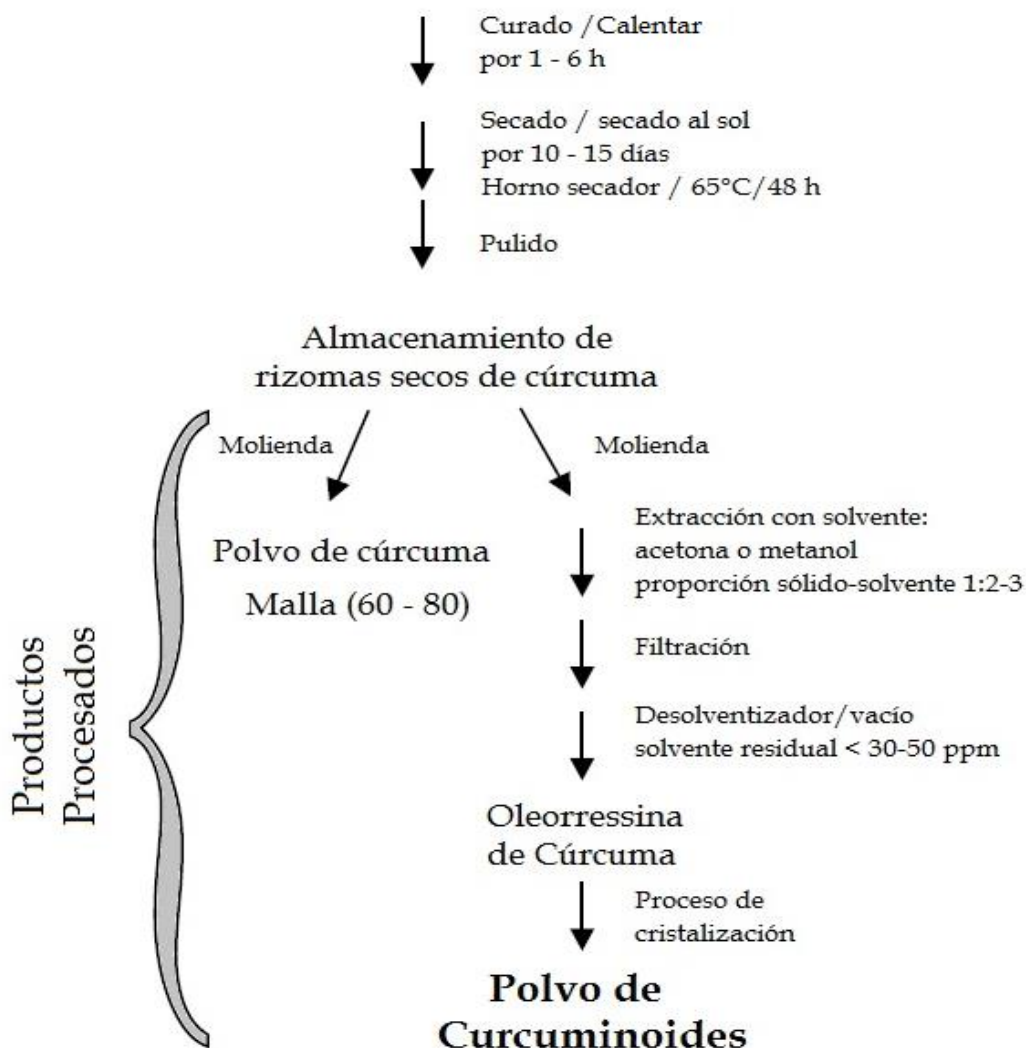 Curado /Calentar
por 1 - 6 h
Secado / secado al sol
por 10 - 15 días
Horno secador / 65°C/48 h
Pulido
Almacenamiento de
rizomas secos de cúrcuma
Molienda
Molienda
Polvo de cúrcuma
Malla (60 - 80)
Extracción con solvente:
acetona o metanol
proporción sólido-solvente 1:2-3
Filtración
Desolventizador/vacío
solvente residual < 30-50 ppm
Productos
Procesados
Oleorressina
de Cúrcuma
Proceso de
cristalización
Polvo de
Curcuminoides